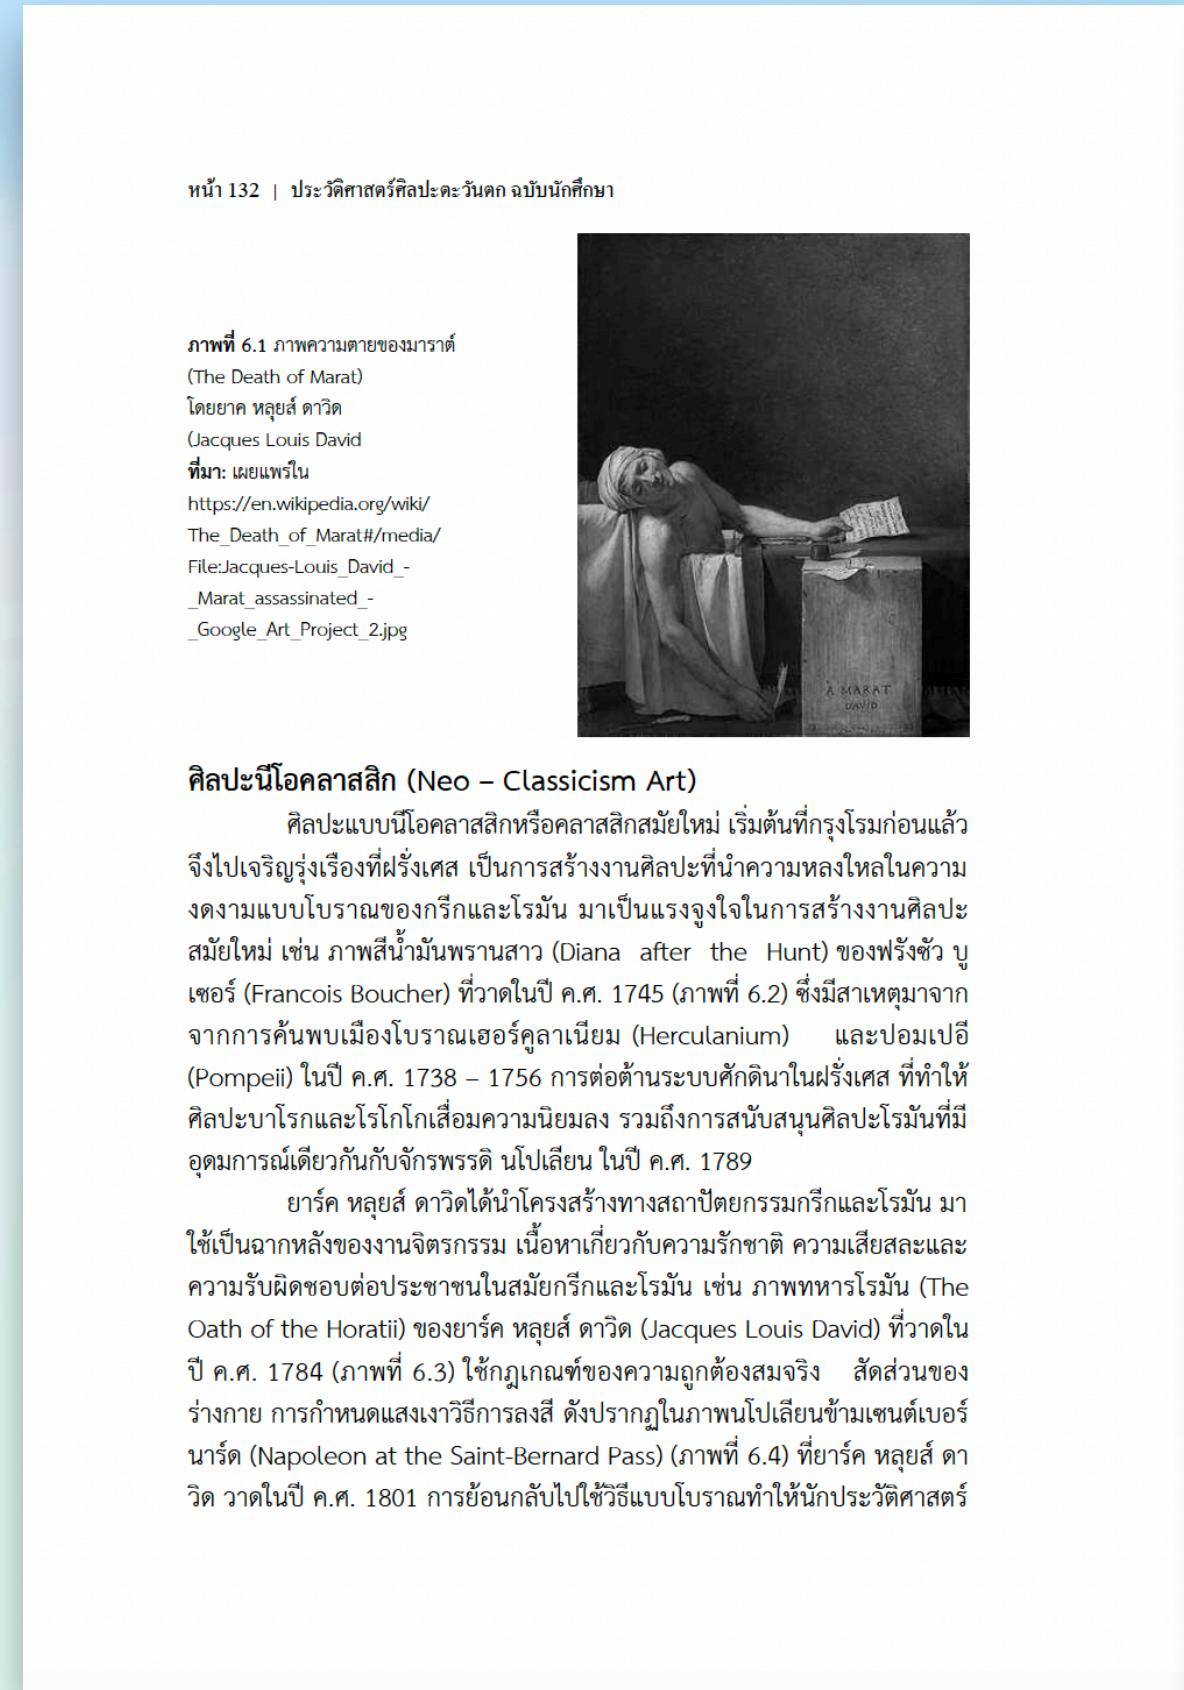 หน้า 132 | ประวัติศาสตร์ศิลปะตะวันตก ฉบับนักศึกษา
ภาพที่ 6.1 ภาพความตายของมาราต์
(The Death of Marat)
โดยยาค หลุยส์ ดาวิด
(Jacques Louis David
ที่มา: เผยแพร่ใน
https://en.wikipedia.org/wiki/
The_Death_of_Marat#/media/
File:Jacques-Louis_David_-
_Marat_assassinated_-
_Google_Art_Project_2.jpg
À MARAT
DAVID
ศิลปะนีโอคลาสสิก (Neo – Classicism Art)
ศิลปะแบบนีโอคลาสสิกหรือคลาสสิกสมัยใหม่ เริ่มต้นที่กรุงโรมก่อนแล้ว
จึงไปเจริญรุ่งเรืองที่ฝรั่งเศส เป็นการสร้างงานศิลปะที่นำความหลงใหลในความ
งดงามแบบโบราณของกรีกและโรมัน มาเป็นแรงจูงใจในการสร้างงานศิลปะ
สมัยใหม่ เช่น ภาพสีน้ำมันพรานสาว (Diana after the Hunt) ของฟรังซัว บู
เซอร์ (Francois Boucher) ที่วาดในปี ค.ศ. 1745 (ภาพที่ 6.2) ซึ่งมีสาเหตุมาจาก
จากการค้นพบเมืองโบราณเฮอร์คูลาเนียม (Herculanium) และปอมเปอี
(Pompeii) ในปี ค.ศ. 1738 – 1756 การต่อต้านระบบศักดินาในฝรั่งเศส ที่ทำให้
ศิลปะบาโรกและโรโกโกเสื่อมความนิยมลง รวมถึงการสนับสนุนศิลปะโรมันที่มี
อุดมการณ์เดียวกันกับจักรพรรดิ นโปเลียน ในปี ค.ศ. 1789
ยาร์ค หลุยส์ ดาวิดได้นำโครงสร้างทางสถาปัตยกรรมกรีกและโรมัน มา
ใช้เป็นฉากหลังของงานจิตรกรรม เนื้อหาเกี่ยวกับความรักชาติ ความเสียสละและ
ความรับผิดชอบต่อประชาชนในสมัยกรีกและโรมัน เช่น ภาพทหารโรมัน (The
Oath of the Horatii) ของยาร์ค หลุยส์ ดาวิด (Jacques Louis David) ที่วาดใน
ปี ค.ศ. 1784 (ภาพที่ 6.3) ใช้กฎเกณฑ์ของความถูกต้องสมจริง สัดส่วนของ
ร่างกาย การกำหนดแสงเงาวิธีการลงสี ดังปรากฏในภาพนโปเลียนข้ามเซนต์เบอร์
นาร์ด (Napoleon at the Saint-Bernard Pass) (ภาพที่ 6.4) ที่ยาร์ค หลุยส์ ดา
วิด วาดในปี ค.ศ. 1801 การย้อนกลับไปใช้วิธีแบบโบราณทำให้นักประวัติศาสตร์